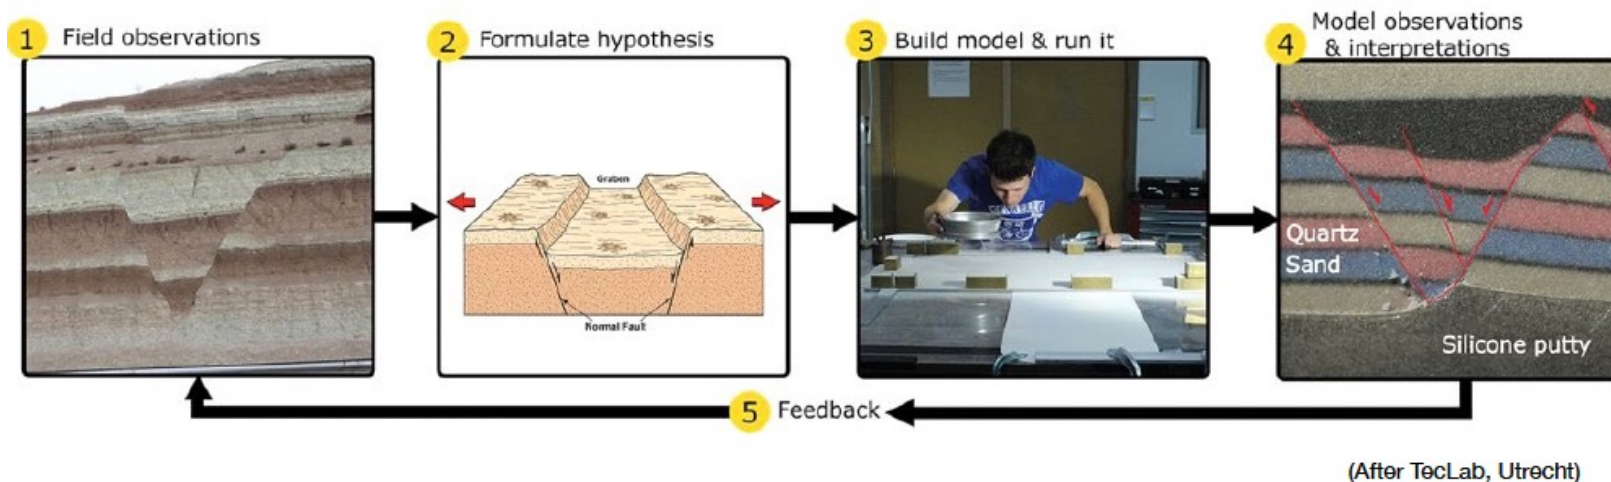 1 Field observations
2 Formulate hypothesis
Graben
Normal Fault
3 Build model & run it
4 Model observations
& interpretations
Quartz
Sand
Silicone putty
5 Feedback
(After TecLab, Utrecht)